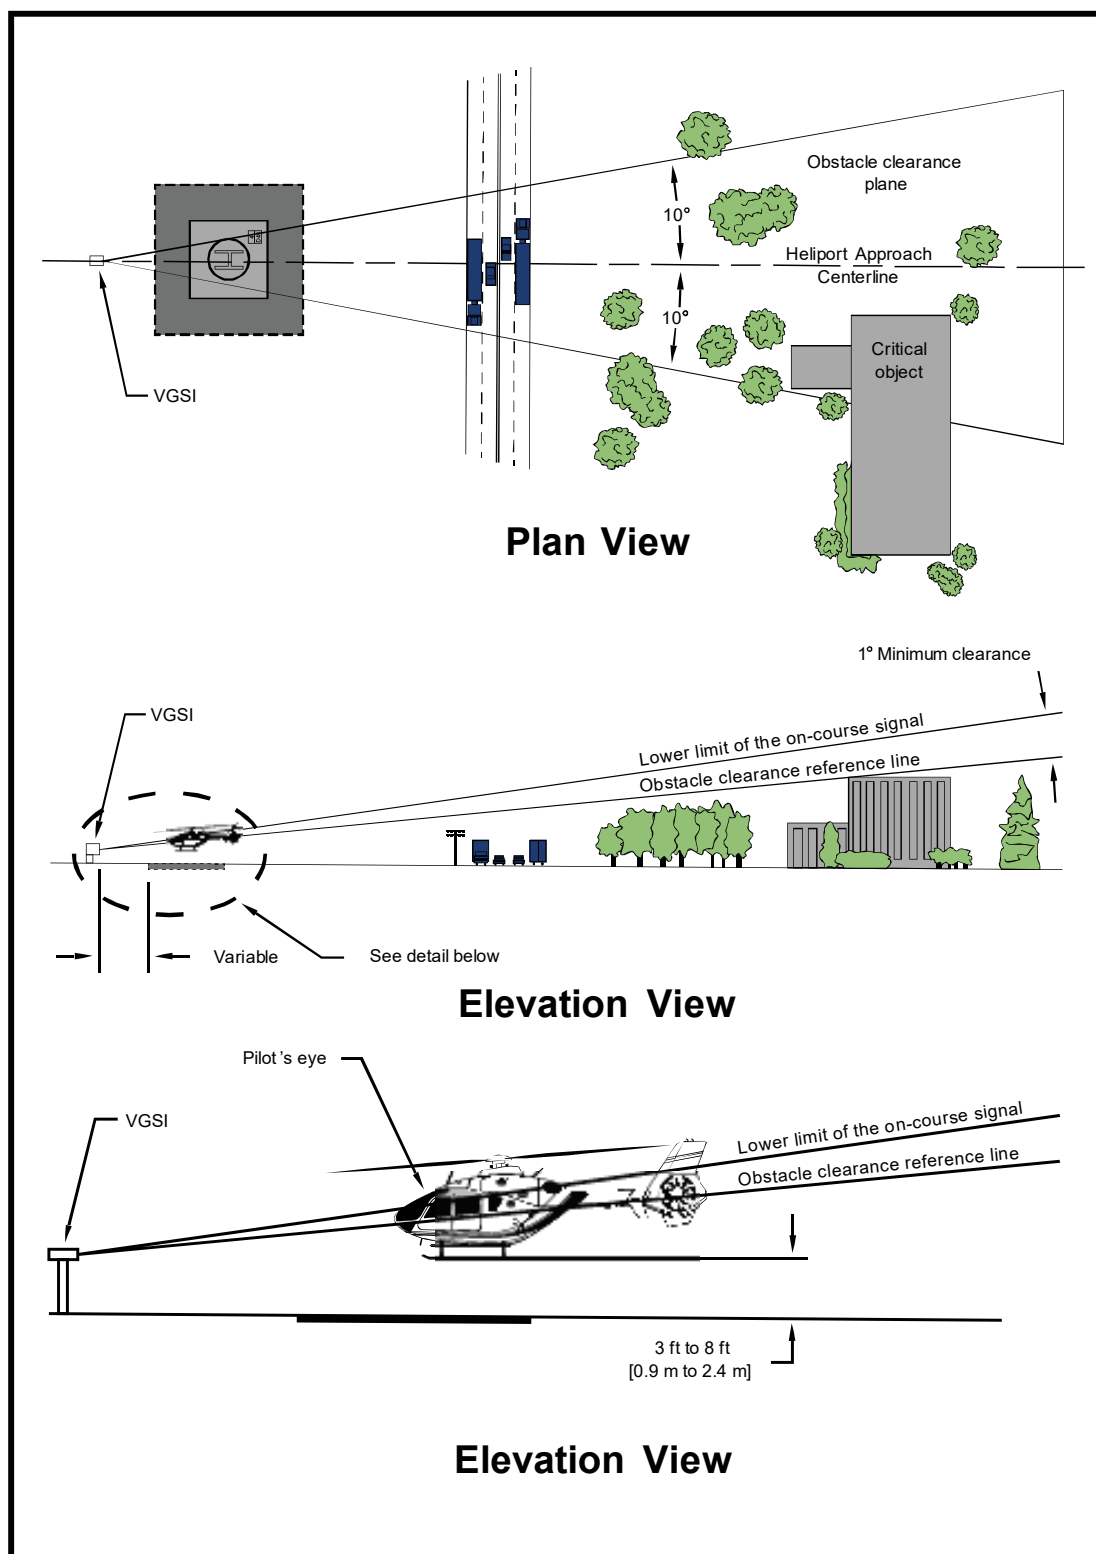 Obstacle clearance
plane
10°
Heliport Approach
Centerline
10°
Critical
object
VGSI
Plan View
1° Minimum clearance
VGSI
Lower limit of the on-course signal
Obstacle clearance reference line
Variable
See detail below
Elevation View
Pilot's eye
VGSI
Lower limit of the on-course signal
Obstacle clearance reference line
3 ft to 8 ft
[0.9 m to 2.4 m]
Elevation View